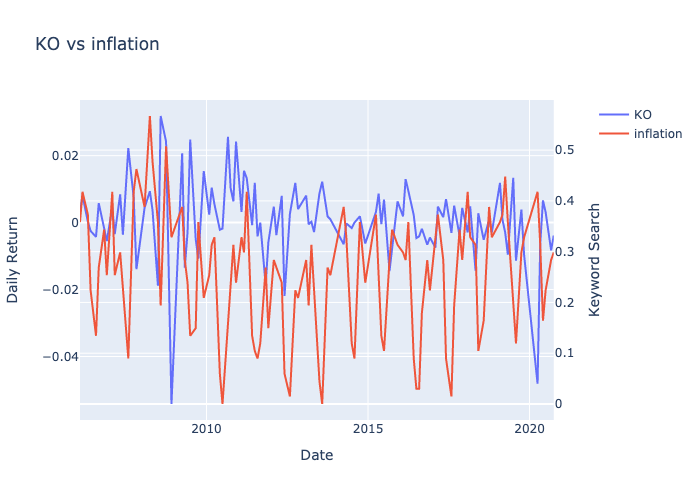 KO vs inflation
KO
inflation
0.02
0
−0.02
−0.04
0.5
0.4
0.3
0.2
0.1
0
2010
2015
2020
Date
Daily Return
Keyword Search